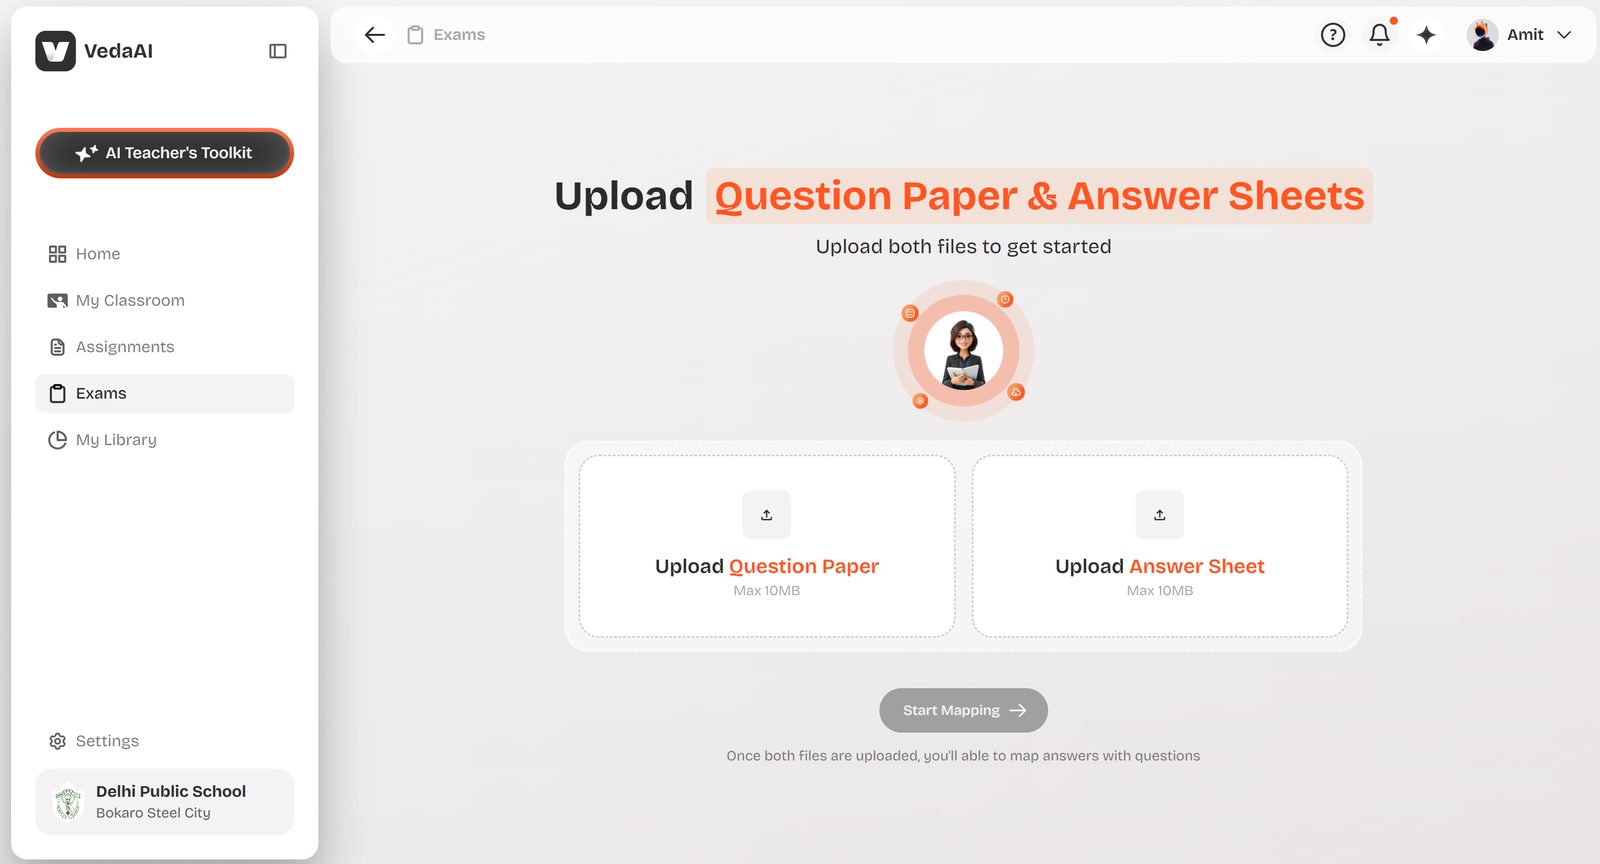 VedaAI
AI Teacher's Toolkit
Home
My Classroom
Assignments
Exams
My Library
Settings
Delhi Public School
Bokaro Steel City
Exams
Amit
Upload Question Paper & Answer Sheets
Upload both files to get started
Upload Question Paper
Max 10MB
Upload Answer Sheet
Max 10MB
Start Mapping
Once both files are uploaded, you'll able to map answers with questions